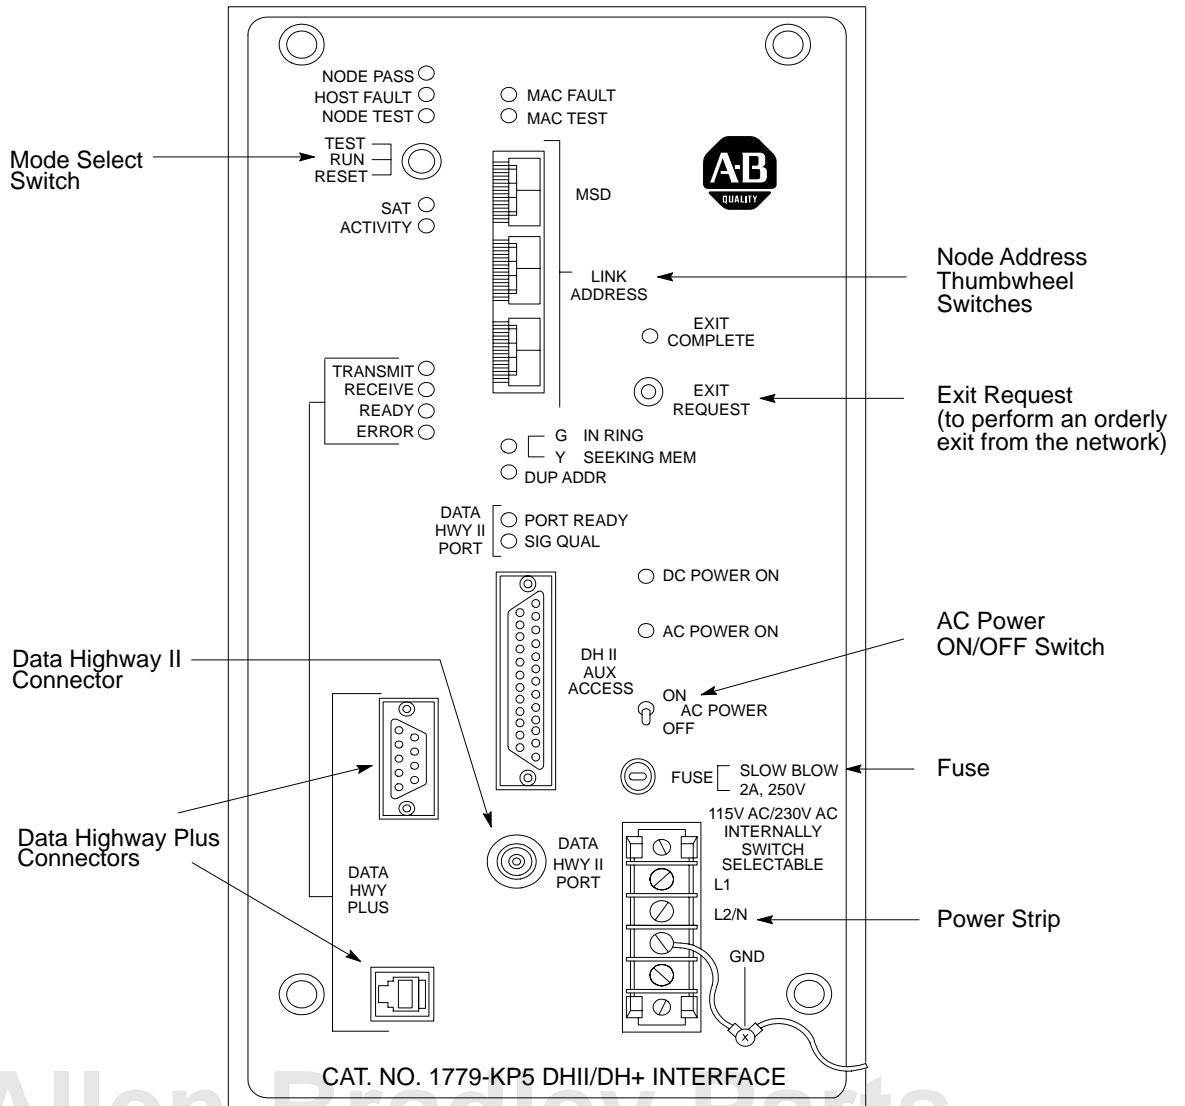 NODE PASS
HOST FAULT
NODE TEST
MAC FAULT
MAC TEST
TEST
RUN
RESET
Mode Select
Switch
SAT
ACTIVITY
MSD
A-B
QUALITY
LINK
ADDRESS
Node Address
Thumbwheel
Switches
EXIT
COMPLETE
TRANSMIT
RECEIVE
READY
ERROR
EXIT
REQUEST
Exit Request
(to perform an orderly
exit from the network)
G IN RING
Y SEEKING MEM
DUP ADDR
DATA
HWY II
PORT
PORT READY
SIG QUAL
DC POWER ON
AC POWER ON
AC Power
ON/OFF Switch
Data Highway II
Connector
DH II
AUX
ACCESS
ON
AC POWER
OFF
FUSE
SLOW BLOW
2A, 250V
Fuse
115V AC/230V AC
INTERNALLY
SWITCH
SELECTABLE
Data Highway Plus
Connectors
DATA
HWY II
PORT
DATA
HWY
PLUS
L1
L2/N
Power Strip
GND
X
CAT. NO. 1779-KP5 DHII/DH+ INTERFACE
Allen Bradley Parts